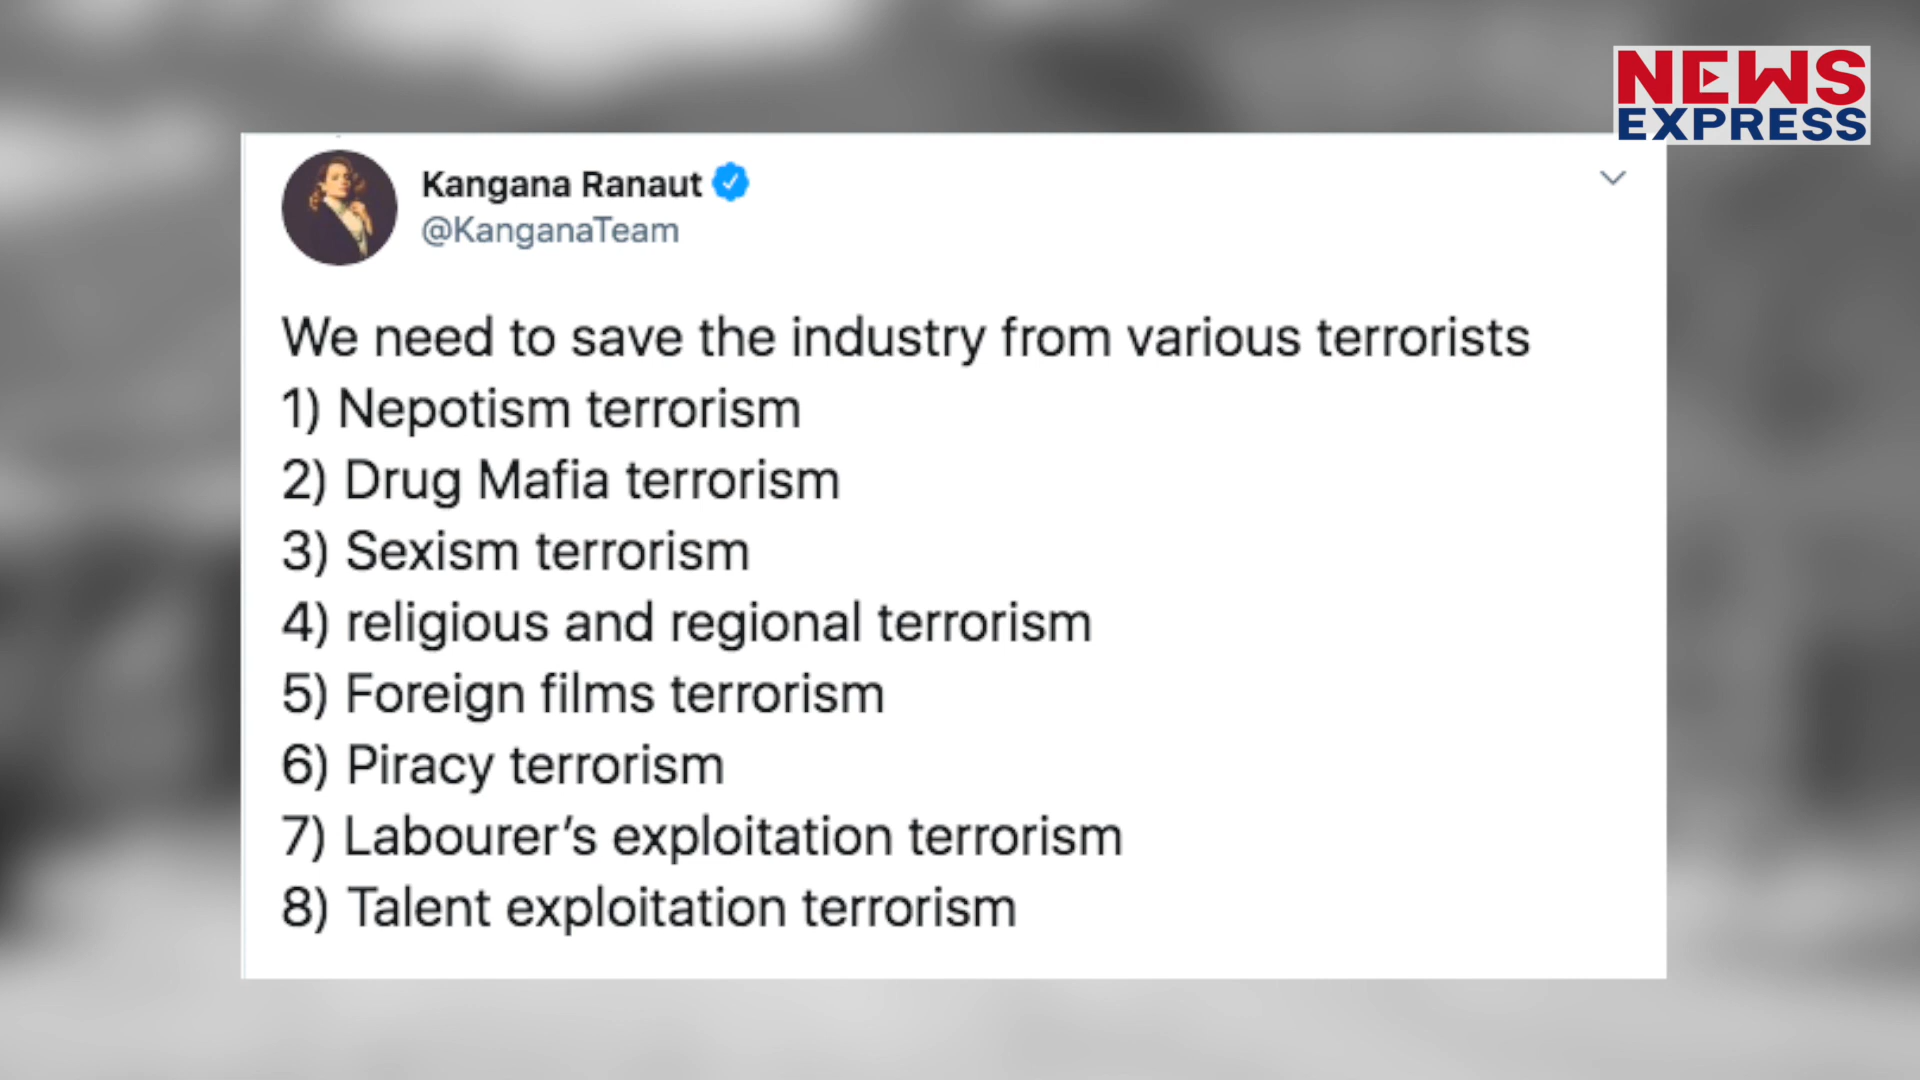 NEWS
EXPRESS
Kangana Ranaut
@KanganaTeam
We need to save the industry from various terrorists
1) Nepotism terrorism
2) Drug Mafia terrorism
3) Sexism terrorism
4) religious and regional terrorism
5) Foreign films terrorism
6) Piracy terrorism
7) Labourer’s exploitation terrorism
8) Talent exploitation terrorism